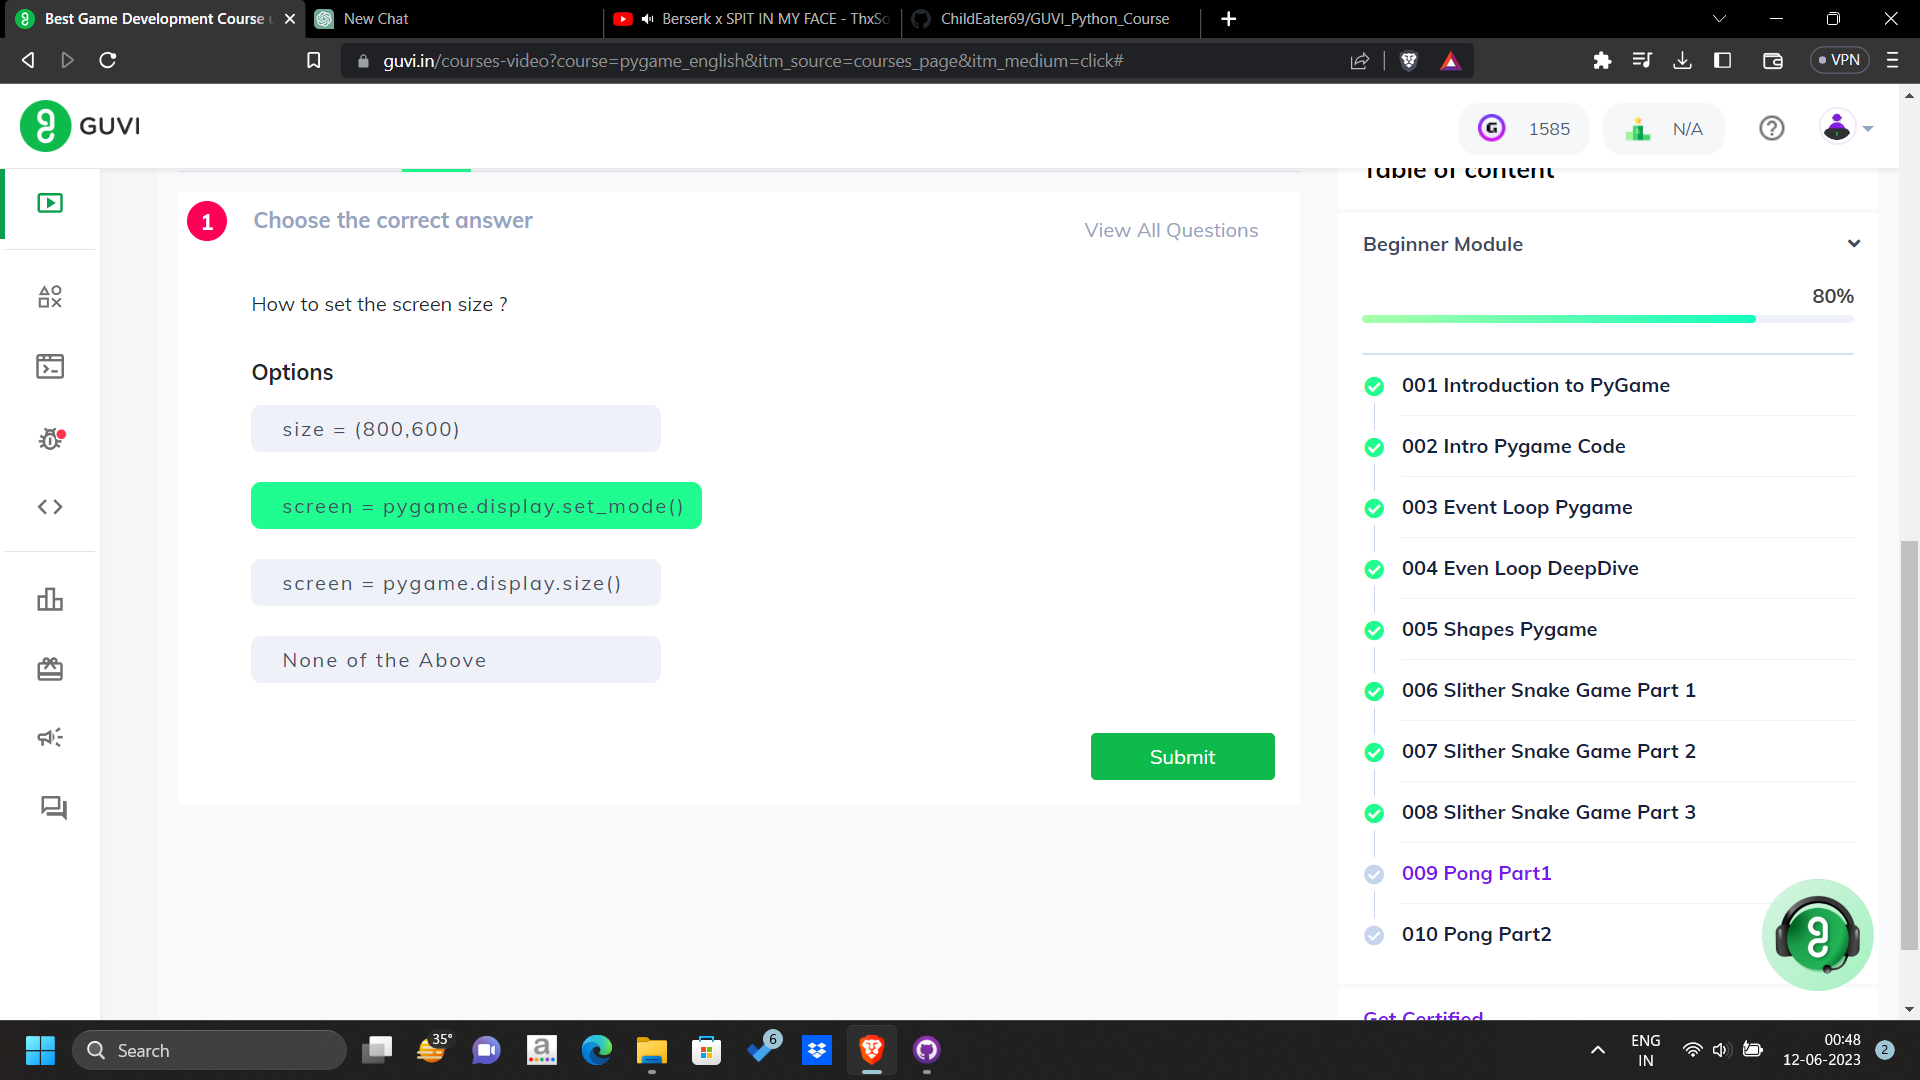 Best Game Development Course u
New Chat
Berserk x SPIT IN MY FACE - ThxSo
ChildEater69/GUVI_Python_Course
guvi.in/courses-video?course=pygame_english&itm_source=courses_page&itm_medium=click#
VPN
GUVI
G
1585
N/A
Table of content
1
Choose the correct answer
View All Questions
How to set the screen size ?
Options
size = (800,600)
screen = pygame.display.set_mode()
screen = pygame.display.size()
None of the Above
Submit
Beginner Module
80%
001 Introduction to PyGame
002 Intro Pygame Code
003 Event Loop Pygame
004 Even Loop DeepDive
005 Shapes Pygame
006 Slither Snake Game Part 1
007 Slither Snake Game Part 2
008 Slither Snake Game Part 3
009 Pong Part1
010 Pong Part2
Get Certified
Search
35°
a
6
ENG
IN
00:48
12-06-2023
2